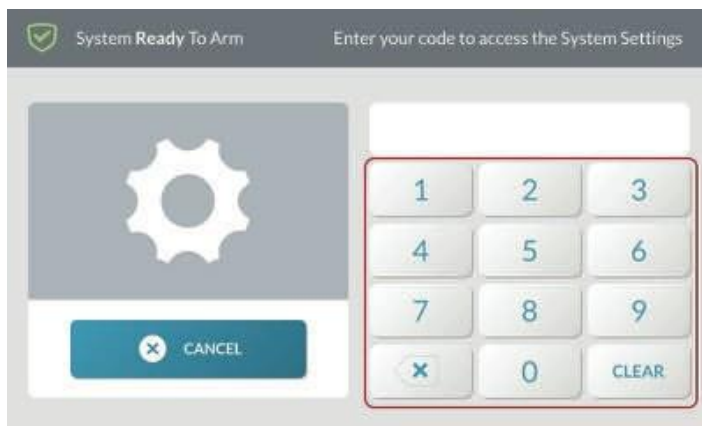 System Ready To Arm
Enter your code to access the System Settings
1 2 3
4 5 6
7 8 9
0 CLEAR
CANCEL